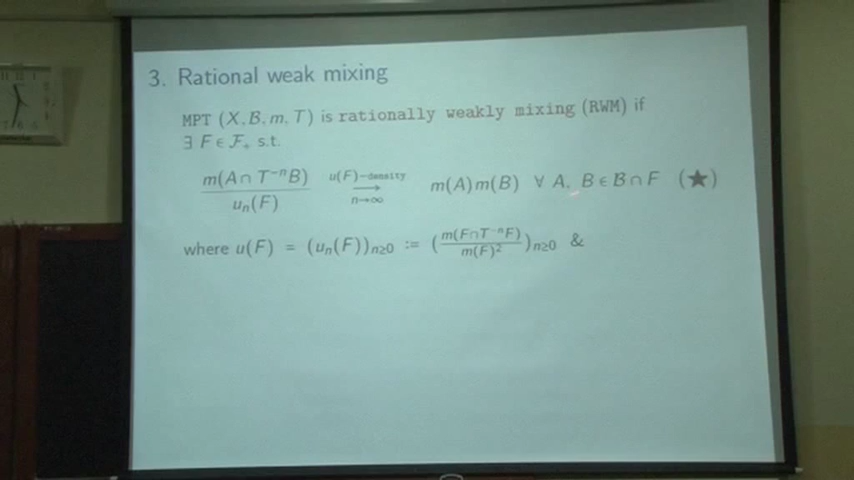 3. Rational weak mixing
MPT (X, B, m, T) is rationally weakly mixing (RWM) if
∃ F ∈ F₊ s.t.
m(A ∩ T⁻ⁿB) / uₙ(F) u(F)−density → n→∞ m(A)m(B) ∀ A, B ∈ B ∩ F (★)
where u(F) = (uₙ(F))ₙ≥₀ := (m(F∩T⁻ⁿF) / m(F)²)ₙ≥₀ &